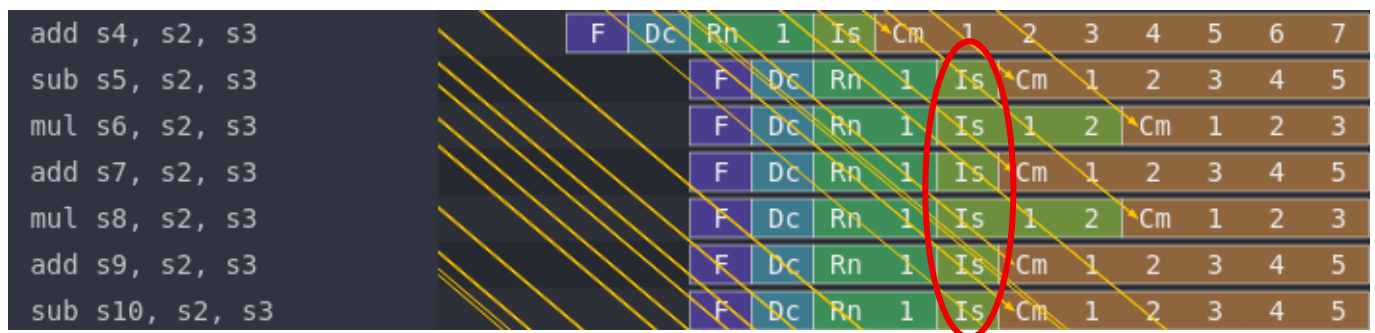 add s4, s2, s3 F Dc Rn 1 Is Cm 1 2 3 4 5 6 7
sub s5, s2, s3 F Dc Rn 1 Is Cm 1 2 3 4 5
mul s6, s2, s3 F Dc Rn 1 Is 1 2 Cm 1 2 3
add s7, s2, s3 F Dc Rn 1 Is Cm 1 2 3 4 5
mul s8, s2, s3 F Dc Rn 1 Is 1 2 Cm 1 2 3
add s9, s2, s3 F Dc Rn 1 Is Cm 1 2 3 4 5
sub s10, s2, s3 F Dc Rn 1 Is Cm 1 2 3 4 5